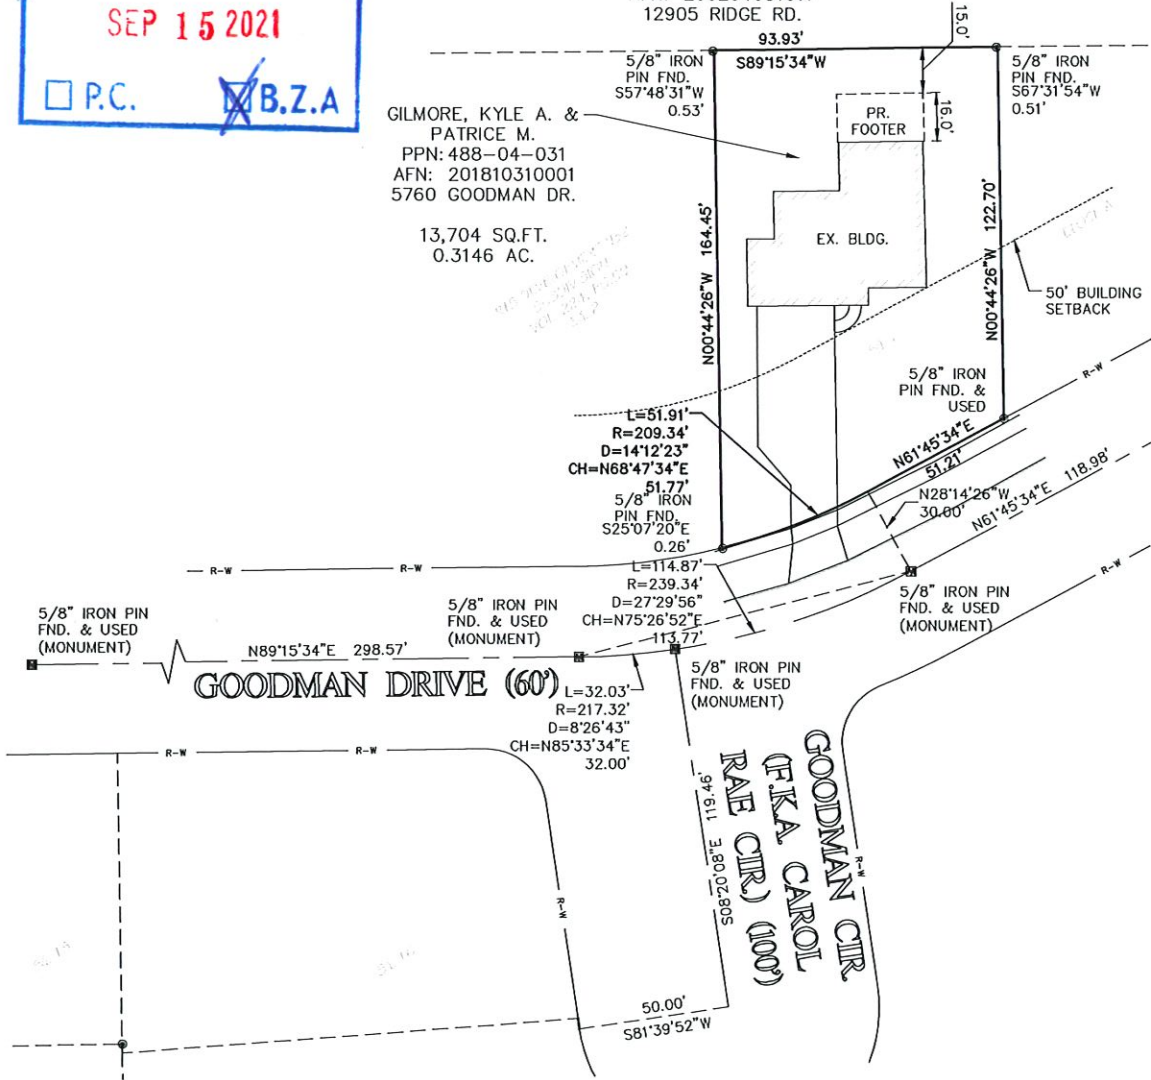 SEP 15 2021
P.C.
B.Z.A
12905 RIDGE RD.
15.0'
93.93'
S89°15'34"W
5/8" IRON
PIN FND.
S57°48'31"W
0.53'
5/8" IRON
PIN FND.
S67°31'54"W
0.51'
GILMORE, KYLE A. &
PATRICE M.
PPN: 488-04-031
AFN: 201810310001
5760 GOODMAN DR.
13,704 SQ.FT.
0.3146 AC.
PR.
FOOTER
16.0'
EX. BLDG.
N00°44'26"W 164.45'
N00°44'26"W 122.70'
50' BUILDING
SETBACK
5/8" IRON
PIN FND. &
USED
R-W
L=51.91'
R=209.34'
D=14°12'23"
CH=N68°47'34"E
51.77'
5/8" IRON
PIN FND.
S25°07'20"E
0.26'
N61°45'34"E
51.21'
N28°14'26"W
30.00'
N61°45'34"E 118.98'
L=114.87'
R=239.34'
D=27°29'56"
CH=N75°26'52"E
113.77'
R-W
R-W
R-W
5/8" IRON PIN
FND. & USED
(MONUMENT)
5/8" IRON PIN
FND. & USED
(MONUMENT)
5/8" IRON PIN
FND. & USED
(MONUMENT)
5/8" IRON PIN
FND. & USED
(MONUMENT)
N89°15'34"E 298.57'
GOODMAN DRIVE (60')
L=32.03'
R=217.32'
D=8°26'43"
CH=N85°33'34"E
32.00'
R-W
R-W
R-W
R-W
S08°20'08"E 119.46'
GOODMAN CIR.
(F.K.A. CAROL
RAE CIR.) (100')
50.00'
S81°39'52"W